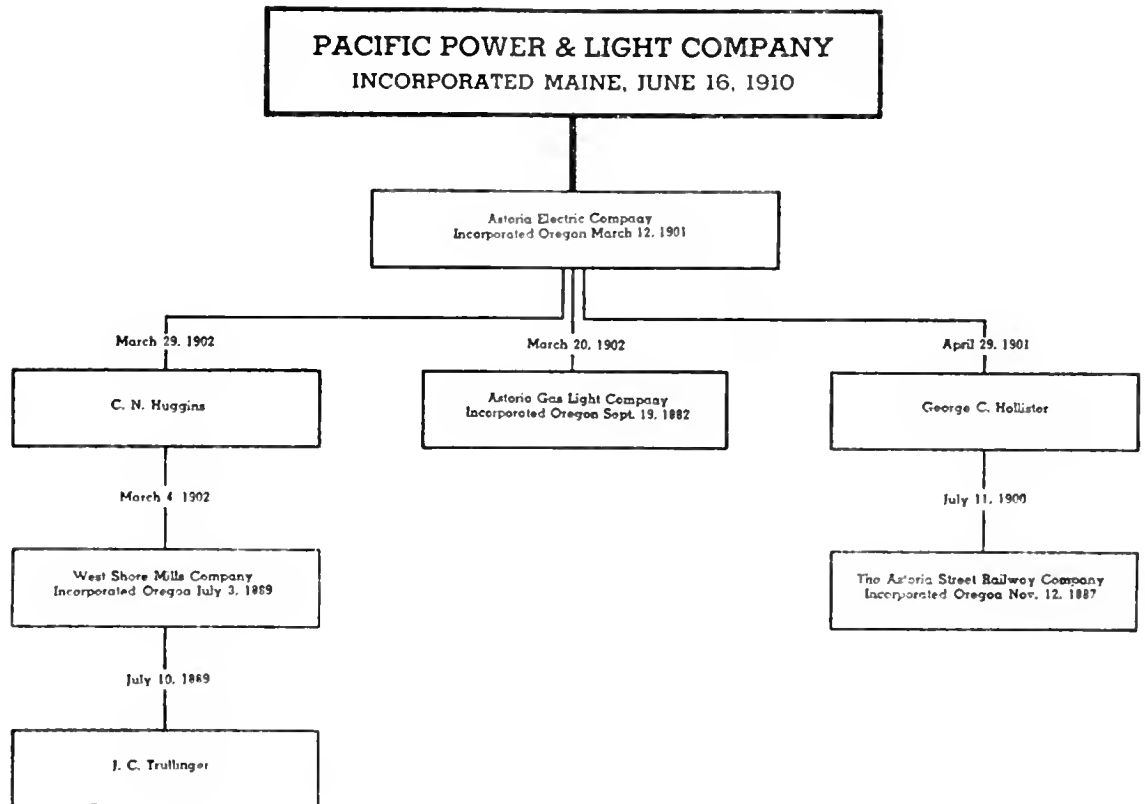 PACIFIC POWER & LIGHT COMPANY
INCORPORATED MAINE, JUNE 16, 1910
Astoria Electric Company
Incorporated Oregon March 12, 1901
March 29, 1902
March 20, 1902
April 29, 1901
C. N. Huggins
Astoria Gas Light Company
Incorporated Oregon Sept. 19, 1882
George C. Hollister
March 4, 1902
July 11, 1900
West Shore Mills Company
Incorporated Oregon July 3, 1889
The Astoria Street Railway Company
Incorporated Oregon Nov. 12, 1887
July 10, 1889
J. C. Trullinger